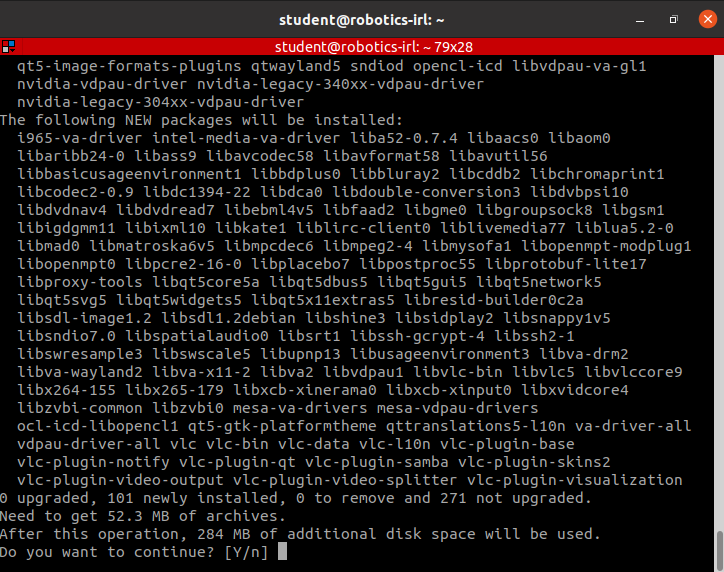 student@robotics-irl: ~
student@robotics-irl: ~ 79x28
qt5-image-formats-plugins qtwayland5 sndiod opencl-icd libvdpau-va-gl1
nvidia-vdpau-driver nvidia-legacy-340xx-vdpau-driver
nvidia-legacy-304xx-vdpau-driver
The following NEW packages will be installed:
i965-va-driver intel-media-va-driver liba52-0.7.4 libaacs0 libaom0
libaribb24-0 libass9 libavcodec58 libavformat58 libavutil56
libbasicusageenvironment1 libbdplus0 libbluray2 libcddb2 libchromaprint1
libcodec2-0.9 libdc1394-22 libdca0 libdouble-conversion3 libdvbpsi10
libdvdnav4 libdvdread7 libebml4v5 libfaad2 libgme0 libgroupsock8 libgsm1
libigdgmm11 libixml10 libkate1 liblirc-client0 liblivemedia77 liblua5.2-0
libmad0 libmatroska6v5 libmpcdec6 libmpeg2-4 libmysofa1 libopenmpt-modplug1
libopenmpt0 libpcre2-16-0 libplacebo7 libpostproc55 libprotobuf-lite17
libproxy-tools libqt5core5a libqt5dbus5 libqt5gui5 libqt5network5
libqt5svg5 libqt5widgets5 libqt5x11extras5 libresid-builder0c2a
libsdl-image1.2 libsdl1.2debian libshine3 libsidplay2 libsnappy1v5
libsndio7.0 libspatialaudio0 libsrt1 libssh-gcrypt-4 libssh2-1
libswresample3 libswscale5 libupnp13 libusageenvironment3 libva-drm2
libva-wayland2 libva-x11-2 libva2 libvdpau1 libvlc-bin libvlc5 libvlccore9
libx264-155 libx265-179 libxcb-xinerama0 libxcb-xinput0 libxvidcore4
libzvbi-common libzvbi0 mesa-va-drivers mesa-vdpau-drivers
ocl-icd-libopencl1 qt5-gtk-platformtheme qttranslations5-l10n va-driver-all
vdpau-driver-all vlc vlc-bin vlc-data vlc-l10n vlc-plugin-base
vlc-plugin-notify vlc-plugin-qt vlc-plugin-samba vlc-plugin-skins2
vlc-plugin-video-output vlc-plugin-video-splitter vlc-plugin-visualization
0 upgraded, 101 newly installed, 0 to remove and 271 not upgraded.
Need to get 52.3 MB of archives.
After this operation, 284 MB of additional disk space will be used.
Do you want to continue? [Y/n]